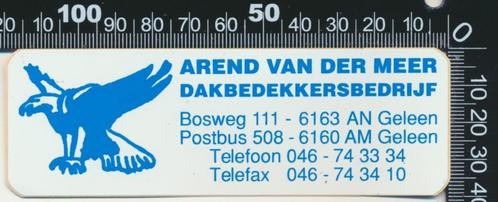 100 50
20 10 90 80 70 60 40 30 20 10 0
AREND VAN DER MEER
DAKBEDEKKERSBEDRIJF
Bosweg 111 - 6163 AN Geleen
Postbus 508 - 6160 AM Geleen
Telefoon 046 - 74 33 34
Telefax 046 - 74 34 10
10
20
30
40